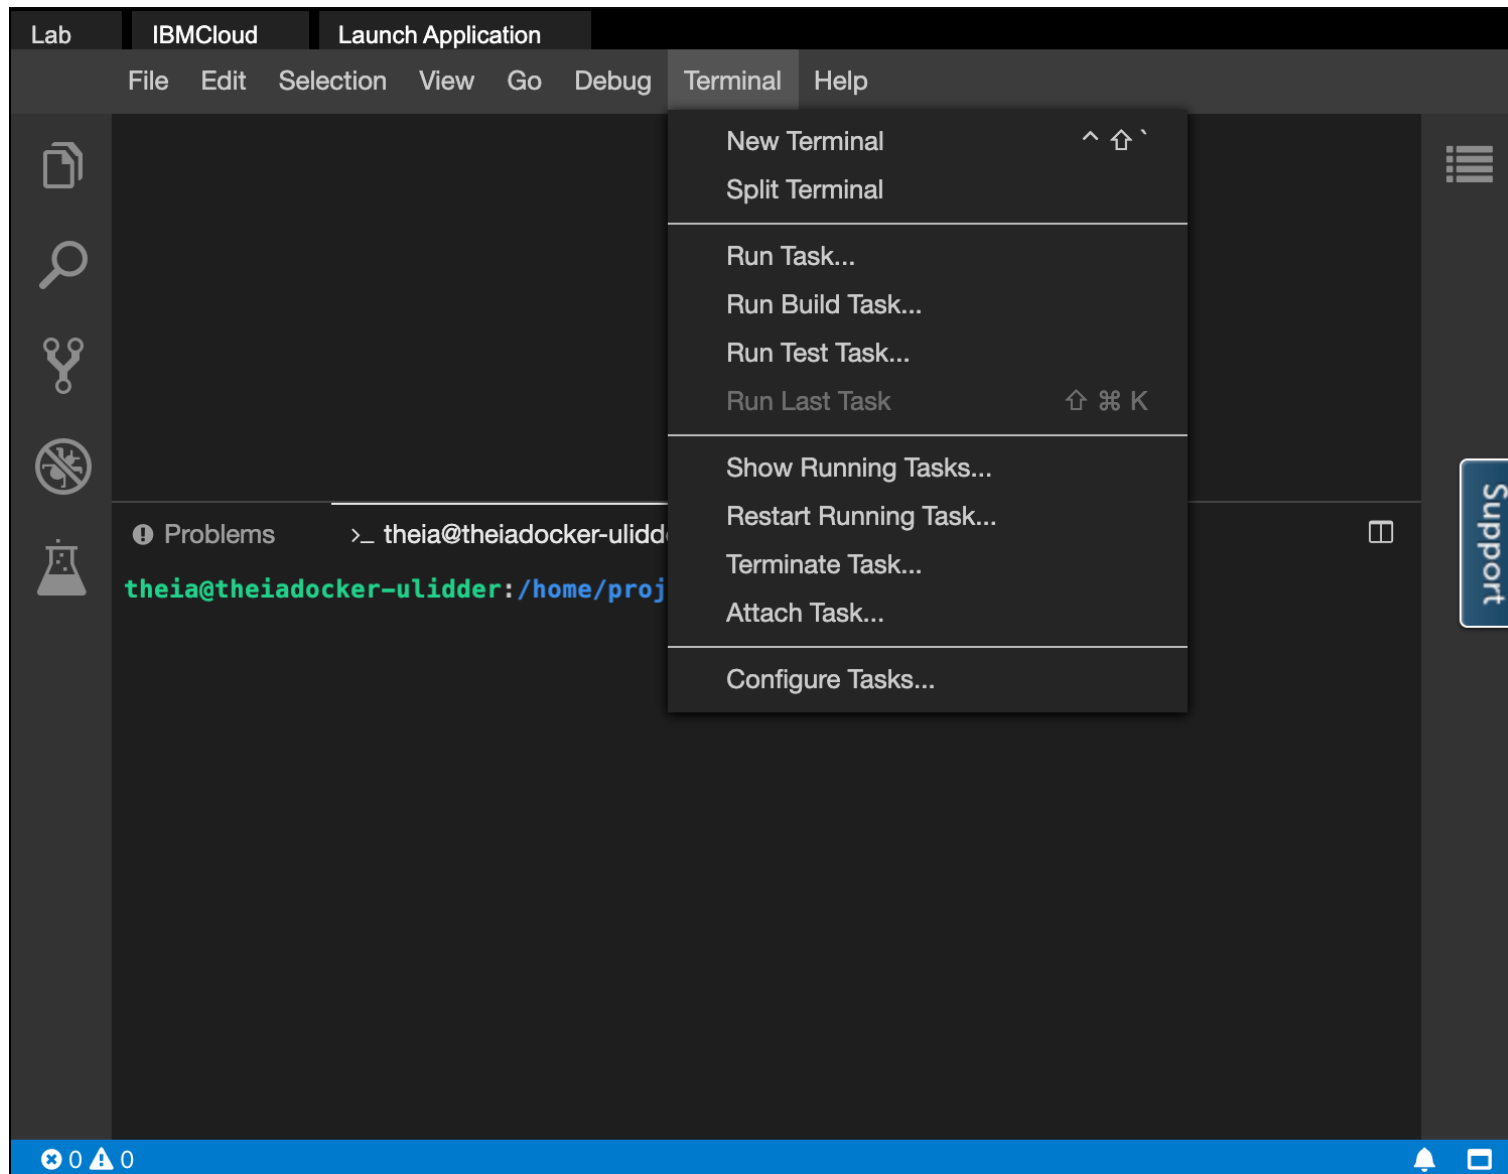 Lab IBMCloud Launch Application
File Edit Selection View Go Debug Terminal Help
New Terminal ^ ⇧ `
Split Terminal
Run Task...
Run Build Task...
Run Test Task...
Run Last Task ⇧ ⌘ K
Show Running Tasks...
Restart Running Task...
Terminate Task...
Attach Task...
Configure Tasks...
Problems >_ theia@theiadocker-ulidd
theia@theiadocker-ulidder:/home/proj
Support
0 0